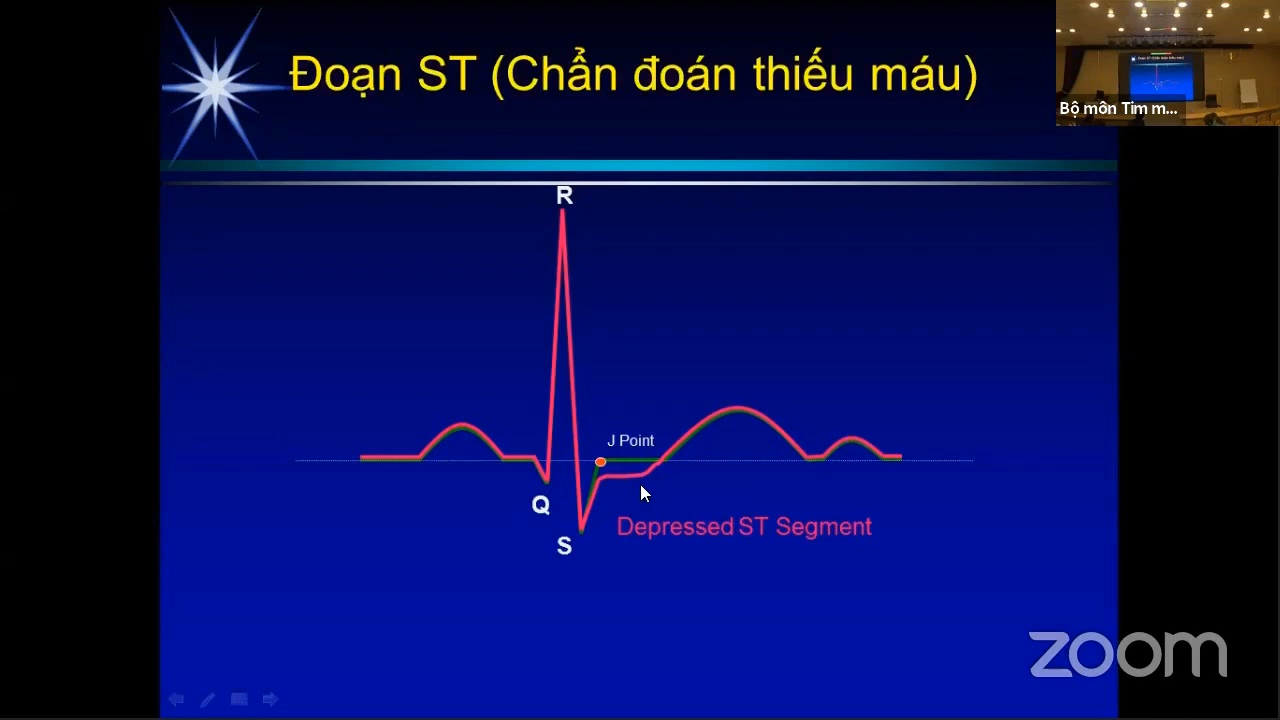 Đoạn ST (Chẩn đoán thiếu máu)
Bộ môn Tim m...
R
J Point
Q
Depressed ST Segment
S
zoom